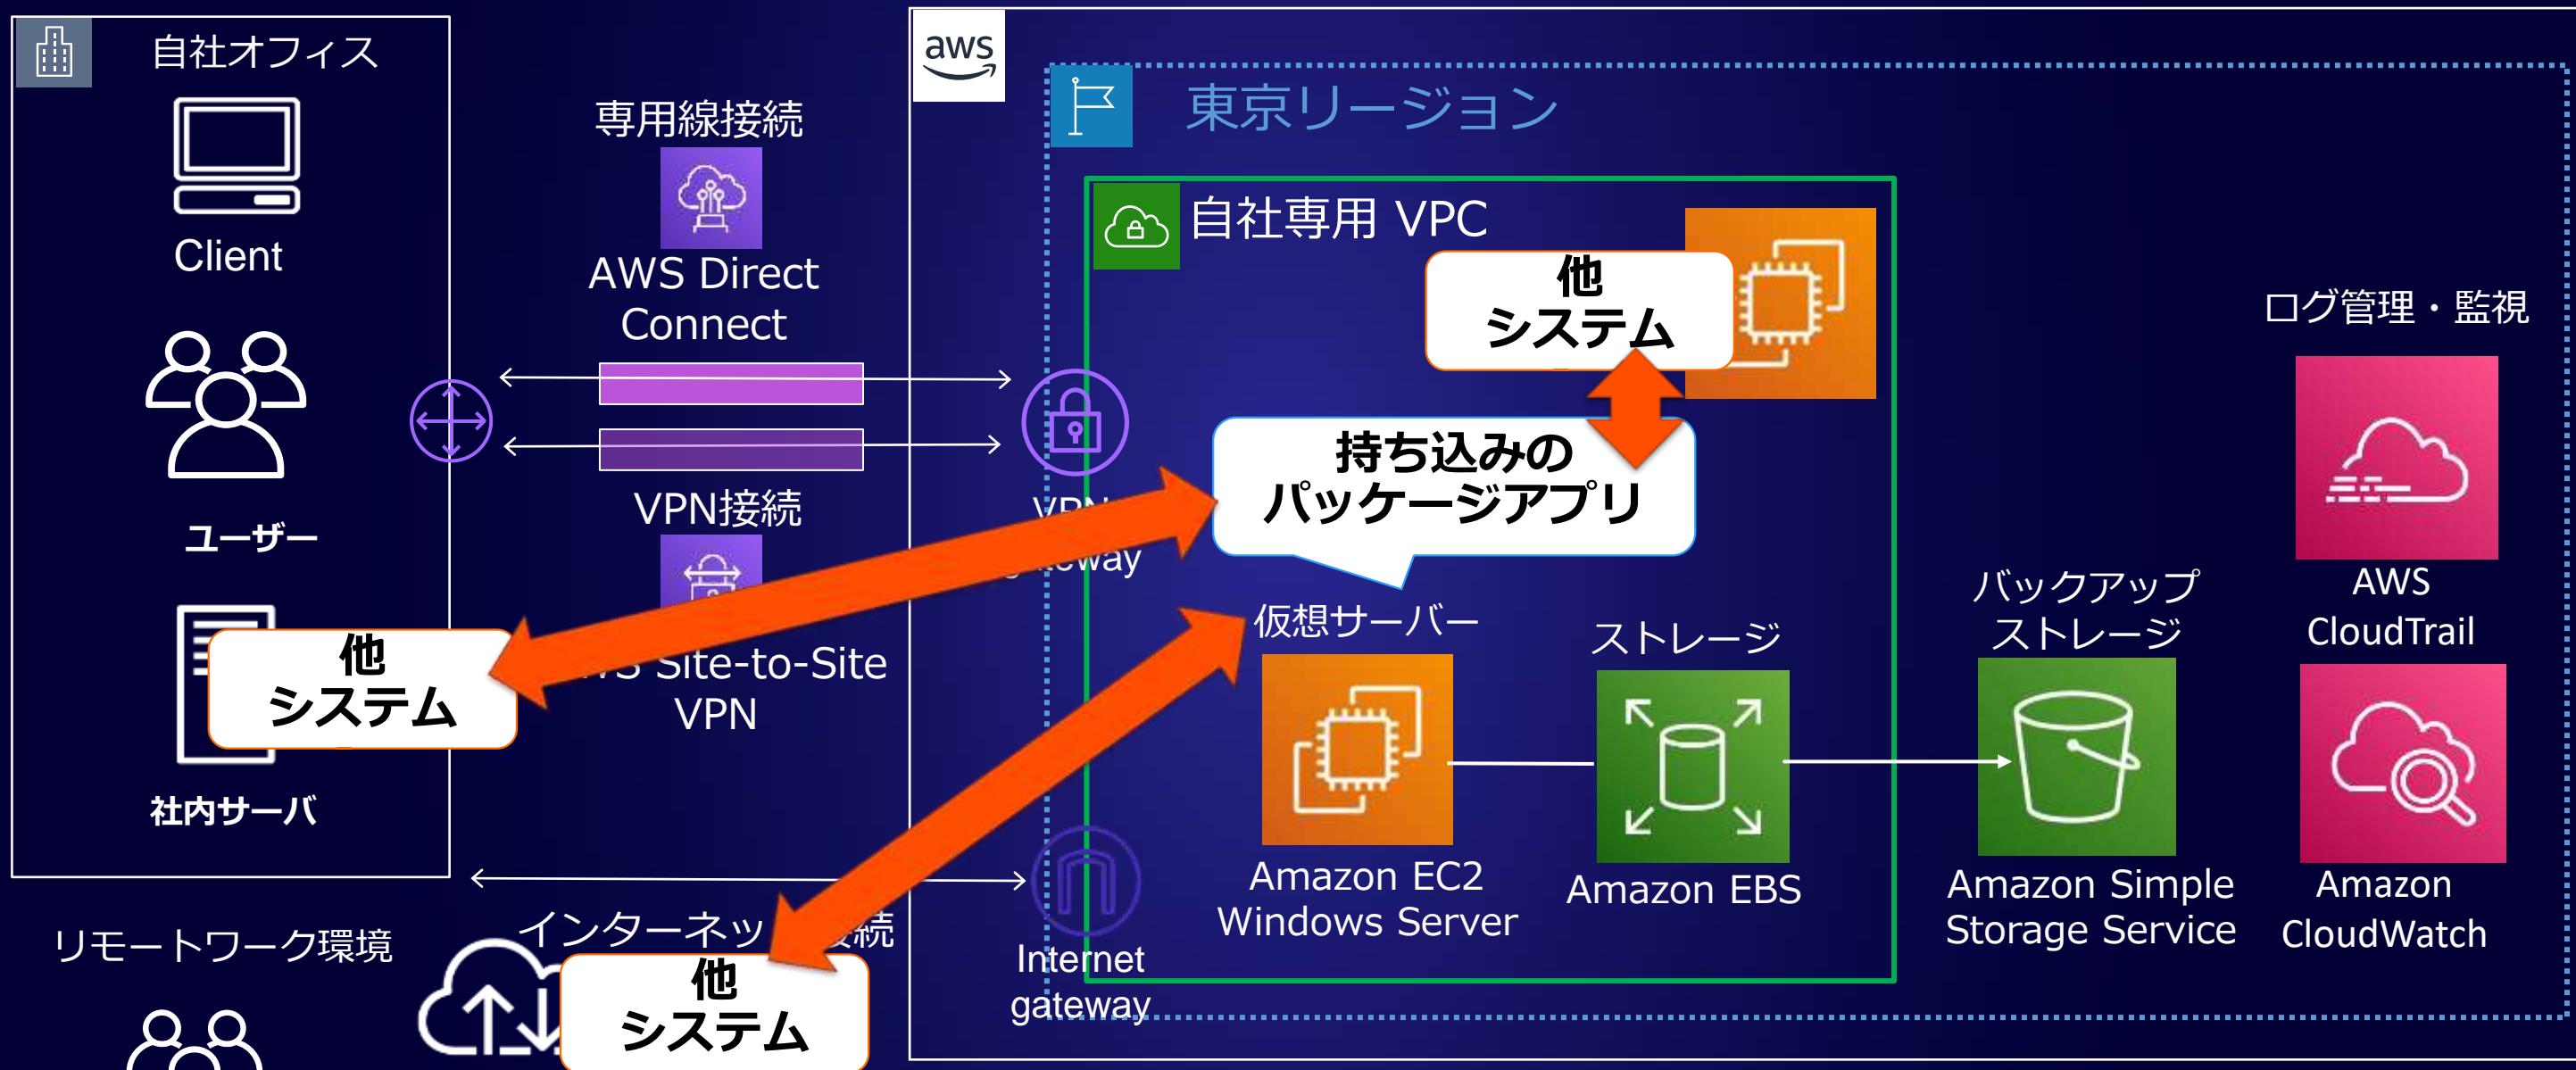 自社オフィス
Client
ユーザー
他
システム
社内サーバ
リモートワーク環境
専用線接続
AWS Direct
Connect
VPN接続
Site-to-Site
VPN
インターネッ
続
他
システム
aws
東京リージョン
自社専用 VPC
他
システム
持ち込みの
パッケージアプリ
仮想サーバー
Amazon EC2
Windows Server
ストレージ
Amazon EBS
Internet
gateway
バックアップ
ストレージ
Amazon Simple
Storage Service
ログ管理・監視
AWS
CloudTrail
Amazon
CloudWatch